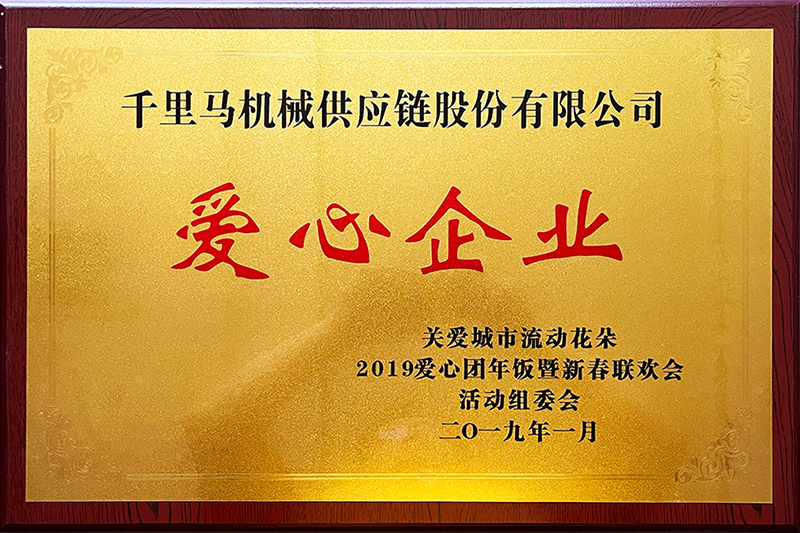 千里马机械供应链股份有限公司
爱心企业
关爱城市流动花朵
2019爱心团年饭暨新春联欢会
活动组委会
二O一九年一月